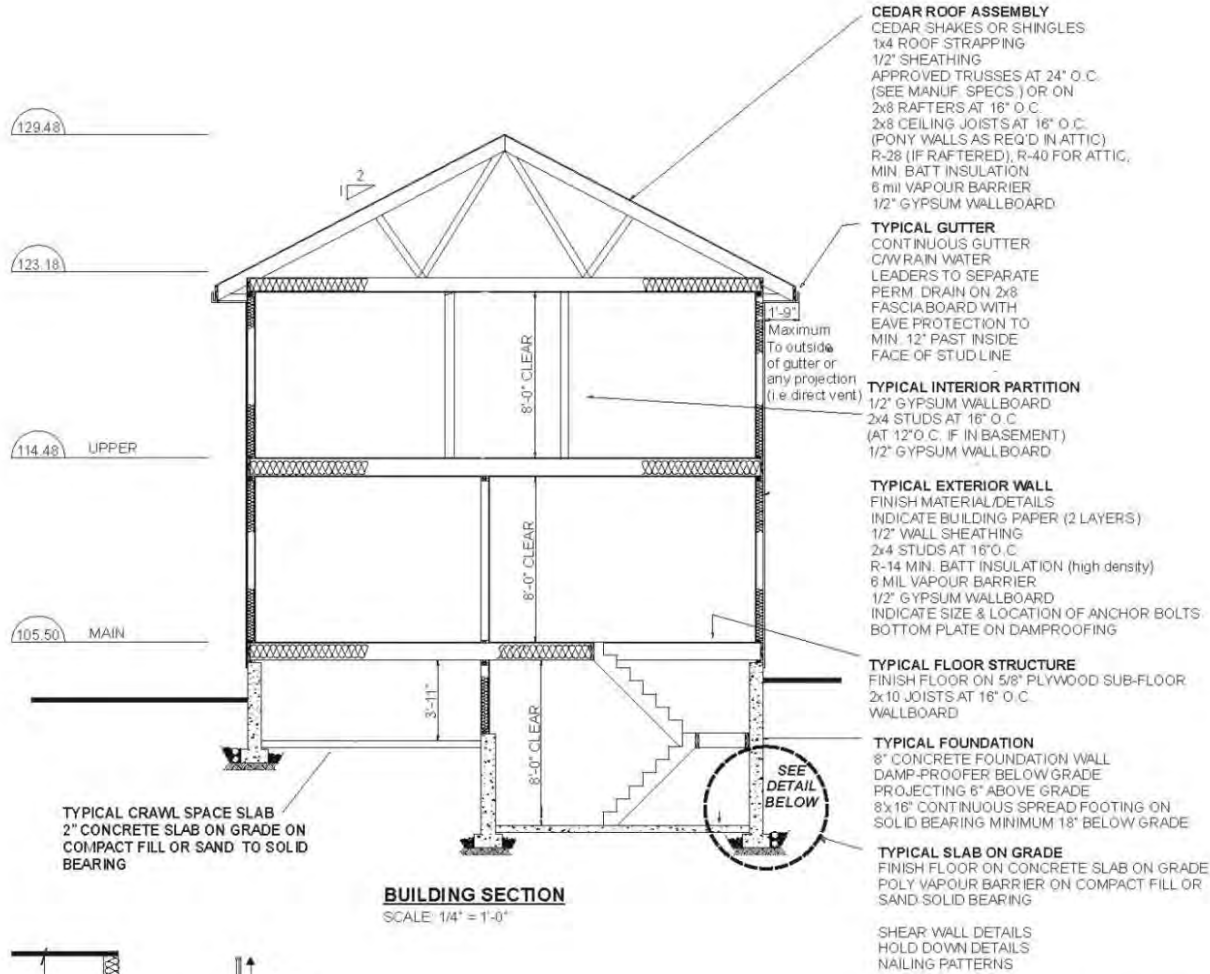 CEDAR ROOF ASSEMBLY
CEDAR SHAKES OR SHINGLES
1x4 ROOF STRAPPING
1/2" SHEATHING
APPROVED TRUSSES AT 24" O.C.
(SEE MANUF. SPECS.) OR ON
2x8 RAFTERS AT 16" O.C.
2x8 CEILING JOISTS AT 16" O.C.
(PONY WALLS AS REQ'D IN ATTIC)
R-28 (IF RAFTERED), R-40 FOR ATTIC,
MIN. BATT INSULATION
6 mil VAPOUR BARRIER
1/2" GYPSUM WALLBOARD
TYPICAL GUTTER
CONTINUOUS GUTTER
C/W RAIN WATER
LEADERS TO SEPARATE
PERM. DRAIN ON 2x8
FASCIABOARD WITH
EAVE PROTECTION TO
MIN. 12" PAST INSIDE
FACE OF STUD LINE
TYPICAL INTERIOR PARTITION
1/2" GYPSUM WALLBOARD
2x4 STUDS AT 16" O.C
(AT 12"O.C. IF IN BASEMENT)
1/2" GYPSUM WALLBOARD
TYPICAL EXTERIOR WALL
FINISH MATERIAL/DETAILS
INDICATE BUILDING PAPER (2 LAYERS)
1/2" WALL SHEATHING
2x4 STUDS AT 16"O.C
R-14 MIN. BATT INSULATION (high density)
6 MIL VAPOUR BARRIER
1/2" GYPSUM WALLBOARD
INDICATE SIZE & LOCATION OF ANCHOR BOLTS
BOTTOM PLATE ON DAMPROOFING
TYPICAL FLOOR STRUCTURE
FINISH FLOOR ON 5/8" PLYWOOD SUB-FLOOR
2x10 JOISTS AT 16" O.C.
WALLBOARD
TYPICAL FOUNDATION
8" CONCRETE FOUNDATION WALL
DAMP-PROOFER BELOW GRADE
PROJECTING 6" ABOVE GRADE
8x16" CONTINUOUS SPREAD FOOTING ON
SOLID BEARING MINIMUM 18" BELOW GRADE
TYPICAL SLAB ON GRADE
FINISH FLOOR ON CONCRETE SLAB ON GRADE
POLY VAPOUR BARRIER ON COMPACT FILL OR
SAND SOLID BEARING
SHEAR WALL DETAILS
HOLD DOWN DETAILS
NAILING PATTERNS
129.48
2
1
123.18
1'-9"
Maximum
To outside
of gutter or
any projection
(i.e direct vent)
8'-0" CLEAR
114.48 UPPER
8'-0" CLEAR
105.50 MAIN
3'-11"
8'-0" CLEAR
SEE
DETAIL
BELOW
TYPICAL CRAWL SPACE SLAB
2" CONCRETE SLAB ON GRADE ON
COMPACT FILL OR SAND TO SOLID
BEARING
BUILDING SECTION
SCALE: 1/4" = 1'-0"